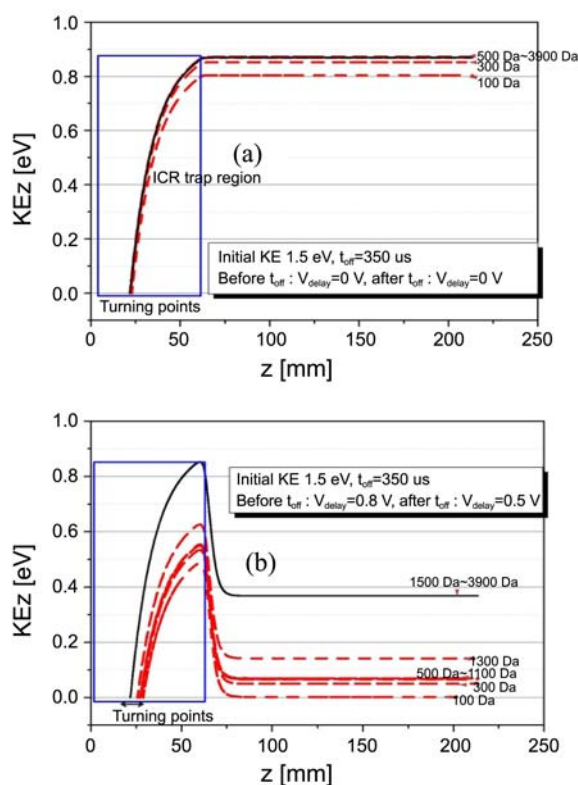 1.0
500 Da~3900 Da
300 Da
100 Da
0.8
0.6
KEz [eV]
(a)
0.4
ICR trap region
0.2
Initial KE 1.5 eV, toff=350 us
Before toff : Vdelay=0 V, after toff : Vdelay=0 V
0.0
Turning points
0 50 100 150 200 250
z [mm]
1.0
0.8
Initial KE 1.5 eV, toff=350 us
Before toff : Vdelay=0.8 V, after toff : Vdelay=0.5 V
0.6
KEz [eV]
(b)
0.4
1500 Da~3900 Da
0.2
1300 Da
500 Da~1100 Da
300 Da
0.0
100 Da
Turning points
0 50 100 150 200 250
z [mm]